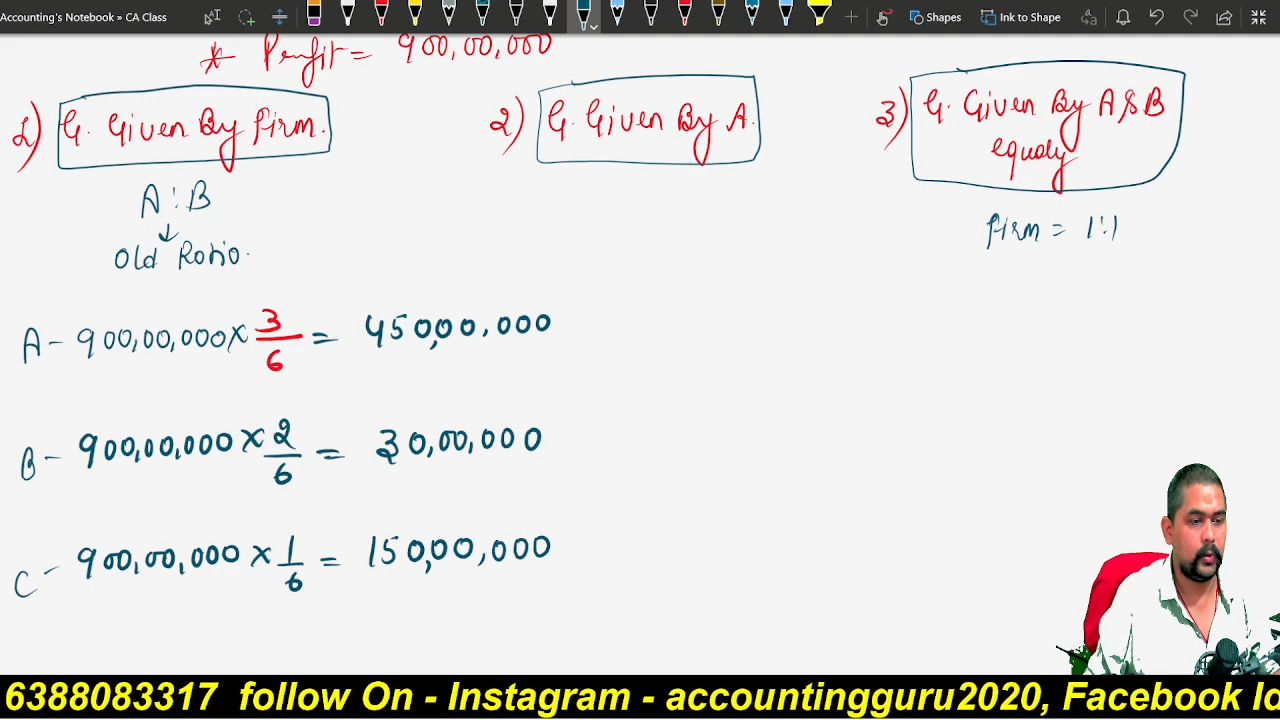 Accounting's Notebook » CA Class
Shapes
Ink to Shape
* Profit = 900,00,000
1) G. Given By firm.
2) G. Given By A.
3) G. Given By A & B
equaly
A : B
Old Ratio.
firm = 1:1
A - 900,00,000 × 3/6 = 450,00,000
B - 900,00,000 × 2/6 = 30,00,000
C - 900,00,000 × 1/6 = 150,00,000
6388083317 follow On - Instagram - accountingguru2020, Facebook Id